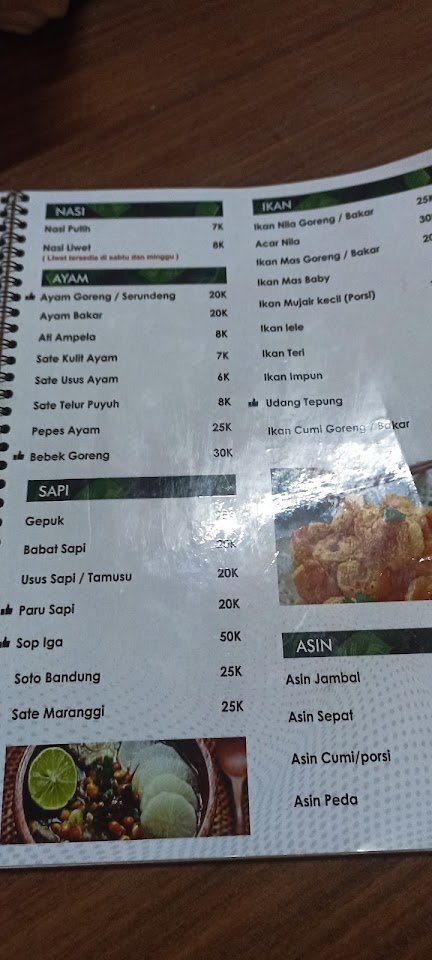 NASI
Nasi Putih 7K
Nasi Liwet 8K
( Liwet tersedia di sabtu dan minggu )
AYAM
Ayam Goreng / Serundeng 20K
Ayam Bakar 20K
Ati Ampela 8K
Sate Kulit Ayam 7K
Sate Usus Ayam 6K
Sate Telur Puyuh 8K
Pepes Ayam 25K
Bebek Goreng 30K
SAPI
Gepuk
Babat Sapi 20K
Usus Sapi / Tamusu 20K
Paru Sapi 20K
Sop Iga 50K
Soto Bandung 25K
Sate Maranggi 25K
IKAN
Ikan Nila Goreng / Bakar 25K
Acar Nila
Ikan Mas Goreng / Bakar
Ikan Mas Baby
Ikan Mujair kecil (Porsi)
Ikan lele
Ikan Teri
Ikan Impun
Udang Tepung
Ikan Cumi Goreng / Bakar
ASIN
Asin Jambal
Asin Sepat
Asin Cumi/porsi
Asin Peda